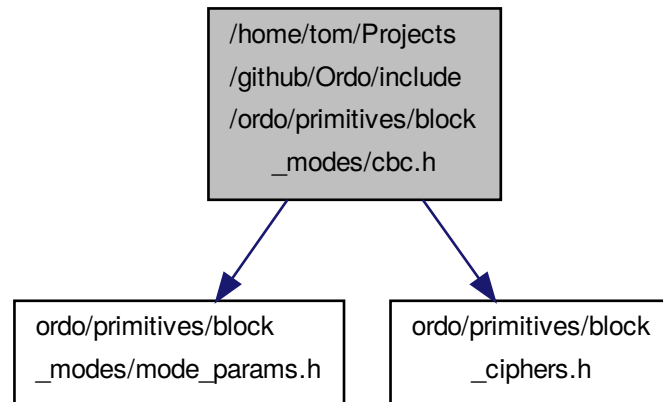 /home/tom/Projects
/github/Ordo/include
/ordo/primitives/block
_modes/cbc.h
ordo/primitives/block
_modes/mode_params.h
ordo/primitives/block
_ciphers.h